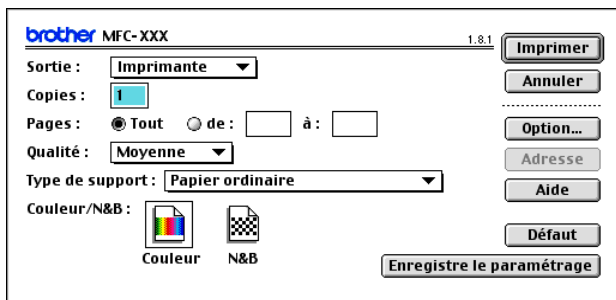 brother MFC-XXX 1.8.1 Imprimer
Sortie : Imprimante Annuler
Copies : 1
Pages : Tout de : à : Option...
Qualité : Moyenne Adresse
Type de support : Papier ordinaire Aide
Couleur/N&B :
Défaut
Couleur N&B Enregistre le paramétrage